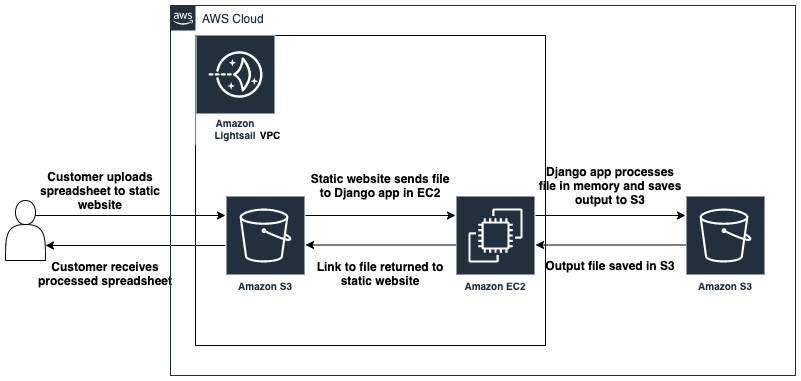 aws
AWS Cloud
Amazon
Lightsail VPC
Customer uploads
spreadsheet to static
website
Static website sends file
to Django app in EC2
Django app processes
file in memory and saves
output to S3
Customer receives
processed spreadsheet
Link to file returned to
static website
Output file saved in S3
Amazon S3
Amazon EC2
Amazon S3